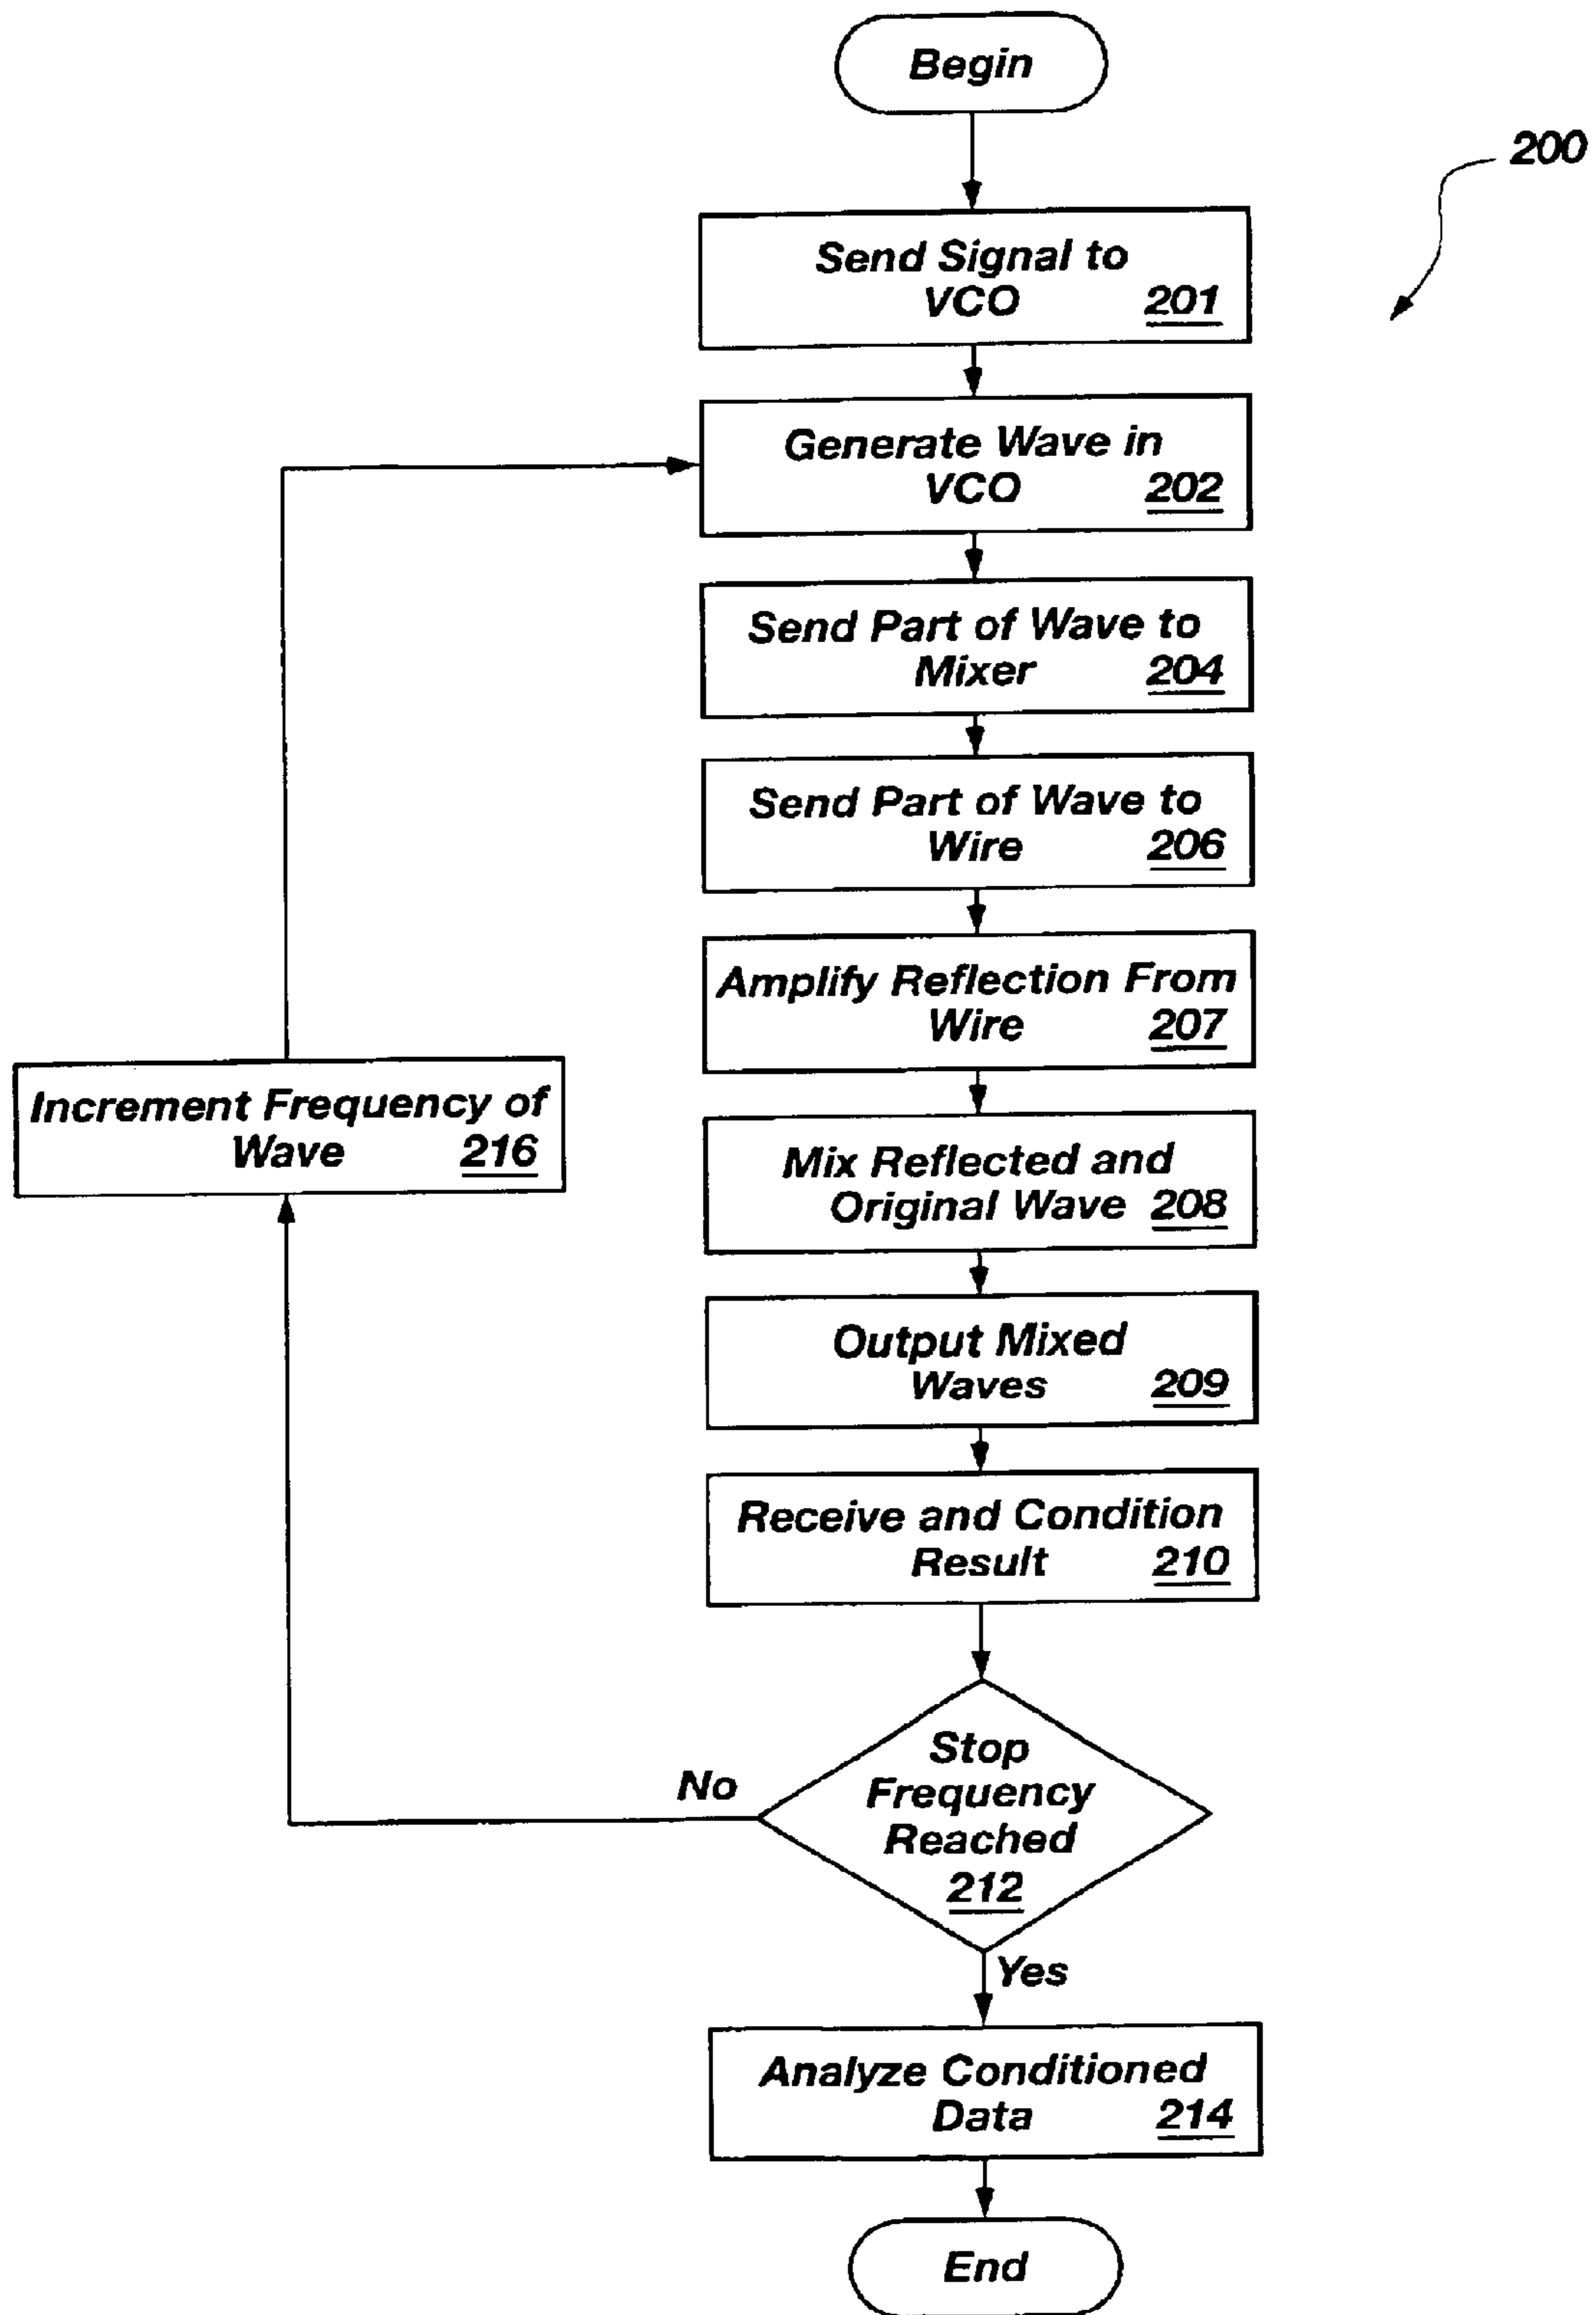 Begin
200
Send Signal to
VCO 201
Generate Wave in
VCO 202
Send Part of Wave to
Mixer 204
Send Part of Wave to
Wire 206
Amplify Reflection From
Wire 207
Increment Frequency of
Wave 216
Mix Reflected and
Original Wave 208
Output Mixed
Waves 209
Receive and Condition
Result 210
Stop
Frequency
Reached
212
No
Yes
Analyze Conditioned
Data 214
End